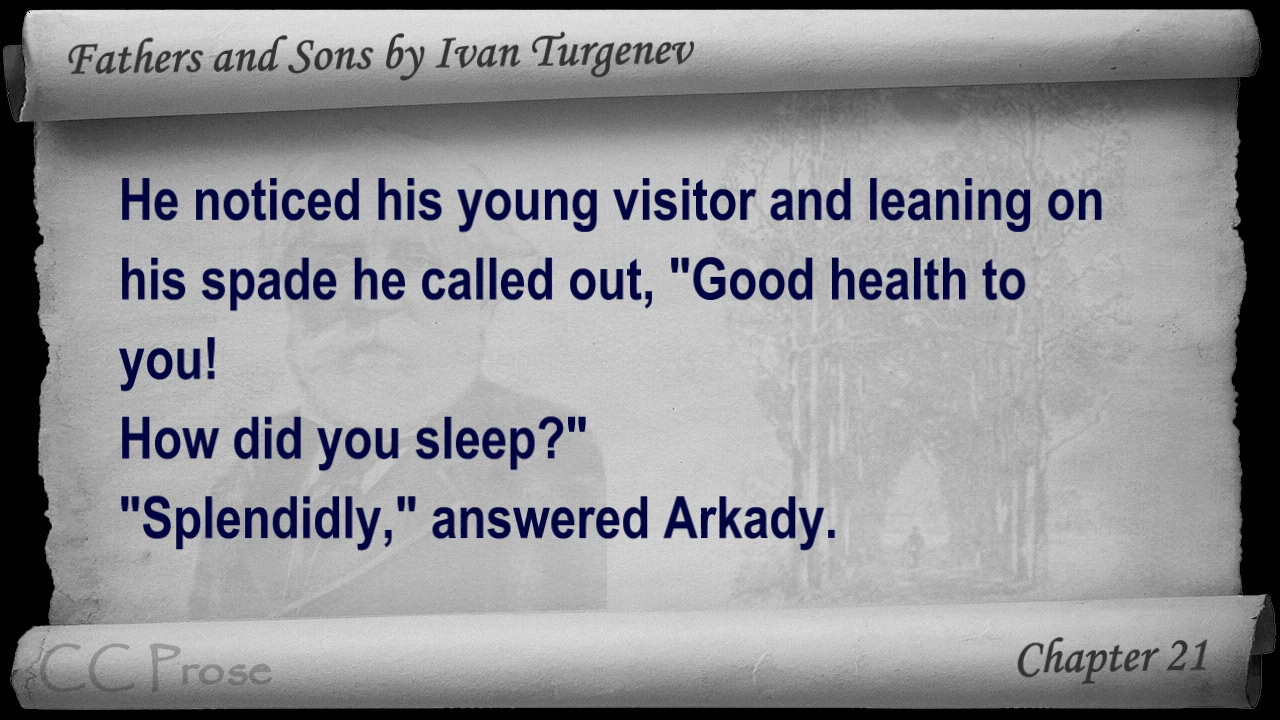 Fathers and Sons by Ivan Turgenev
He noticed his young visitor and leaning on
his spade he called out, "Good health to
you!
How did you sleep?"
"Splendidly," answered Arkady.
CC Prose
Chapter 21